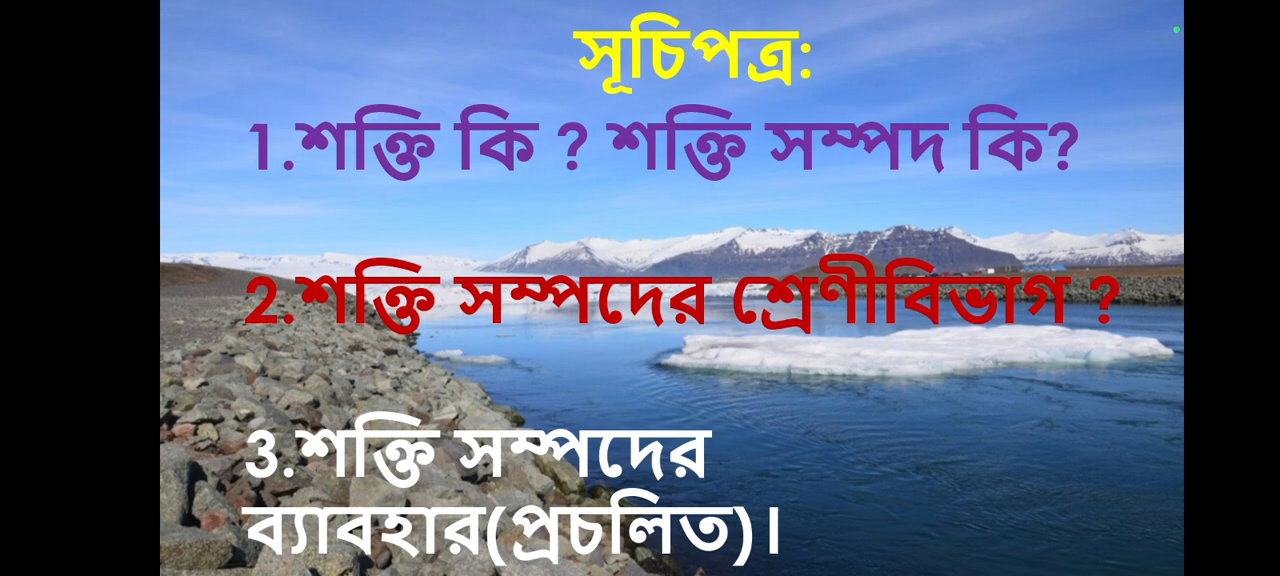 সূচিপত্র:
1.শক্তি কি ? শক্তি সম্পদ কি?
2.শক্তি সম্পদের শ্রেণীবিভাগ ?
3.শক্তি সম্পদের
ব্যাবহার(প্রচলিত)।